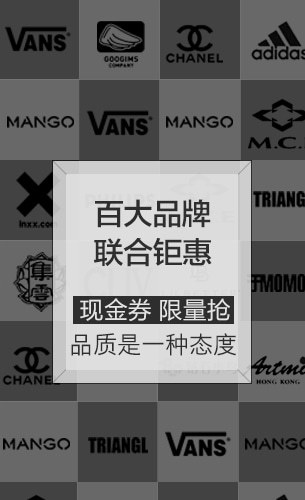 VANS
GOOGIMS
COMPANY
CHANEL
adidas
MANGO
VANS
MANGO
M.C.
inxx.com
TRIANG
百大品牌
联合钜惠
现金券 限量抢
品质是一种态度
MOMO
CHANEL
Artmi
HONG KONG
MANGO
TRIANGL
VANS
MANGO